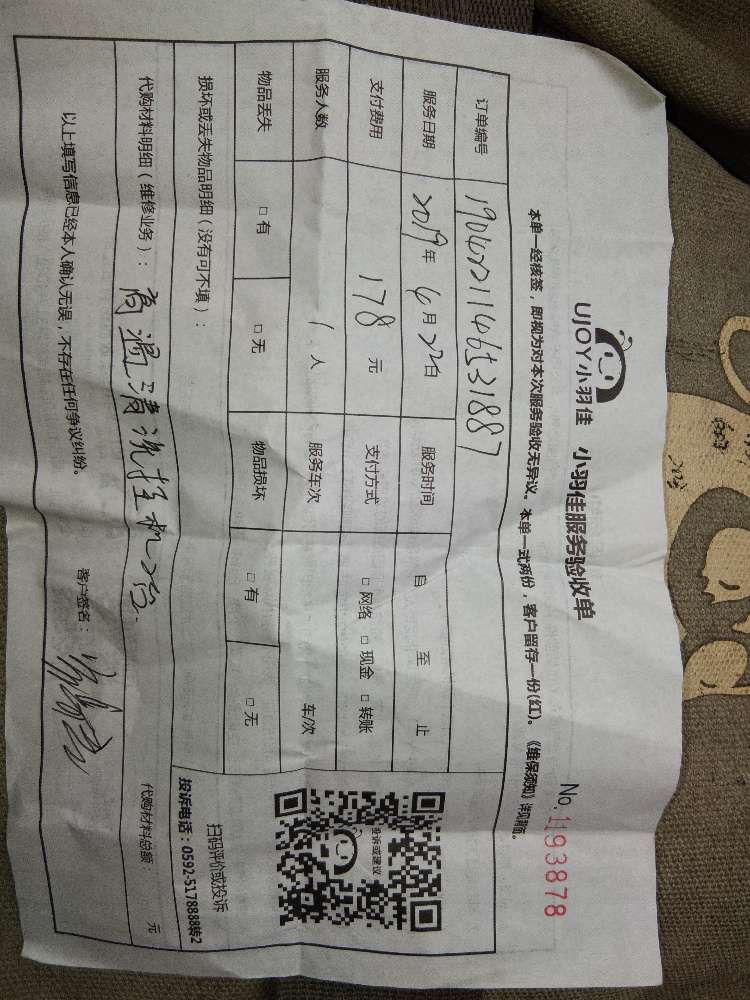 UJOY小羽佳 小羽佳服务验收单
No. 1193878
本单一经核签，即视为对本次服务验收无异议。本单一式两份，客户留存一份(红)。《维保须知》详见背面。
订单编号
服务日期 2019年 6月22日 服务时间 自 至 止
支付费用 178元 支付方式 □网络 □现金 □转账
服务人数 1人 服务车次 车/次
物品丢失 □有 □无 物品损坏 □有 □无
投诉或建议
扫码评价或投诉
投诉电话：0592-5178888转2
损坏或丢失物品明细（没有可不填）：
代购材料明细（维修业务）：高温清洗挂机2台. 代购材料总额 元
以上填写信息已经本人确认无误，不存在任何争议纠纷。 客户签名：